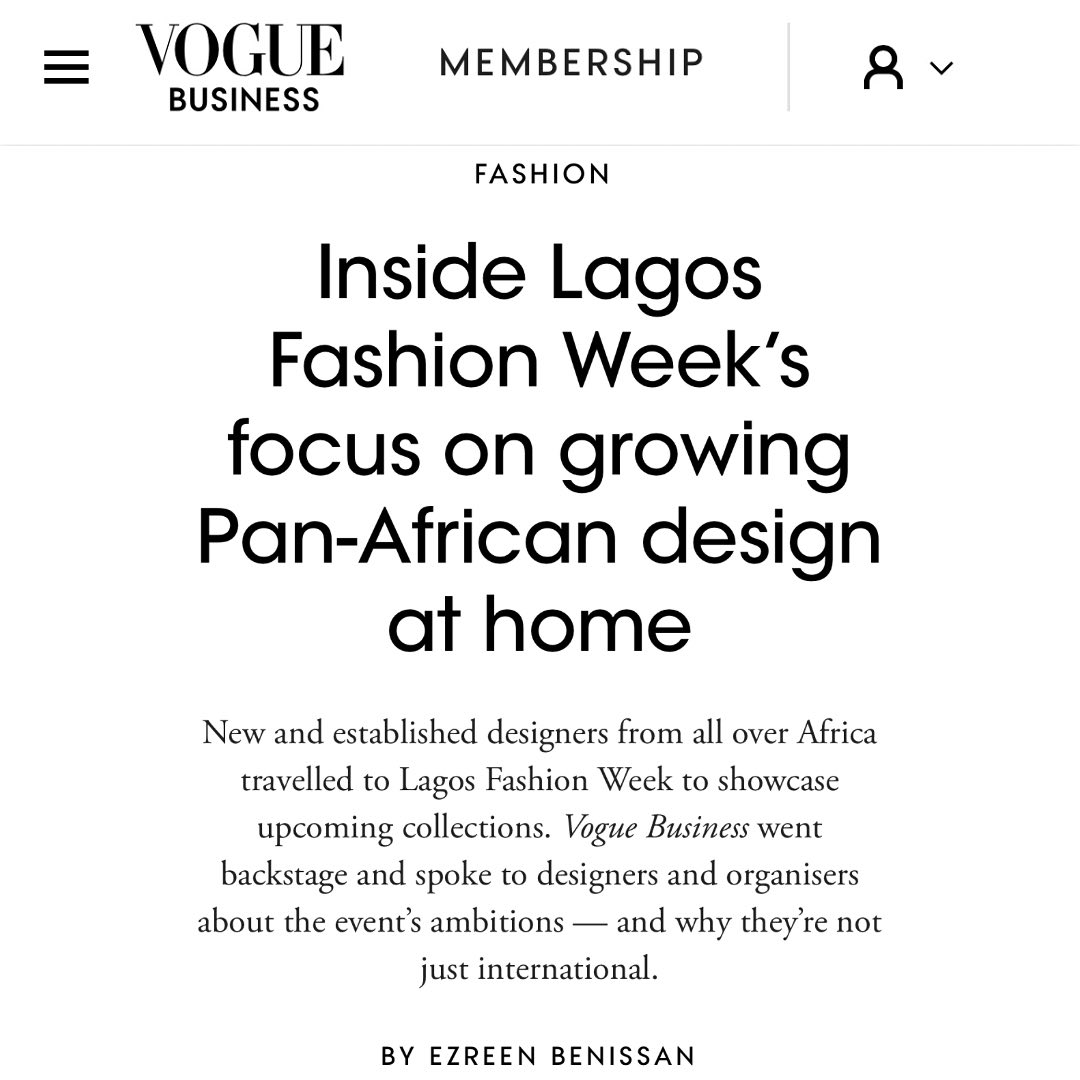 VOGUE
BUSINESS
MEMBERSHIP
FASHION
Inside Lagos
Fashion Week’s
focus on growing
Pan-African design
at home
New and established designers from all over Africa
travelled to Lagos Fashion Week to showcase
upcoming collections. Vogue Business went
backstage and spoke to designers and organisers
about the event’s ambitions — and why they’re not
just international.
BY EZREEN BENISSAN